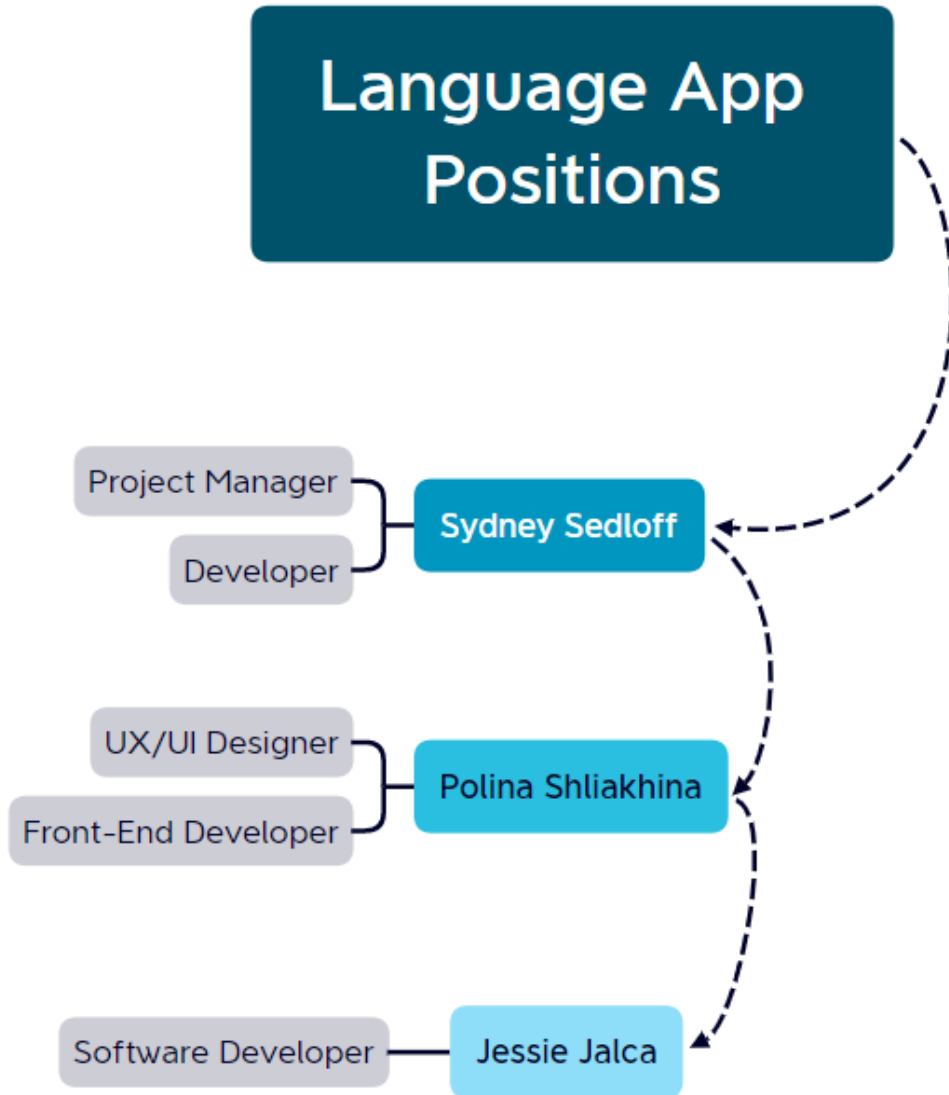 Language App
Positions
Project Manager
Sydney Sedloff
Developer
UX/UI Designer
Polina Shliakhina
Front-End Developer
Software Developer
Jessie Jalca